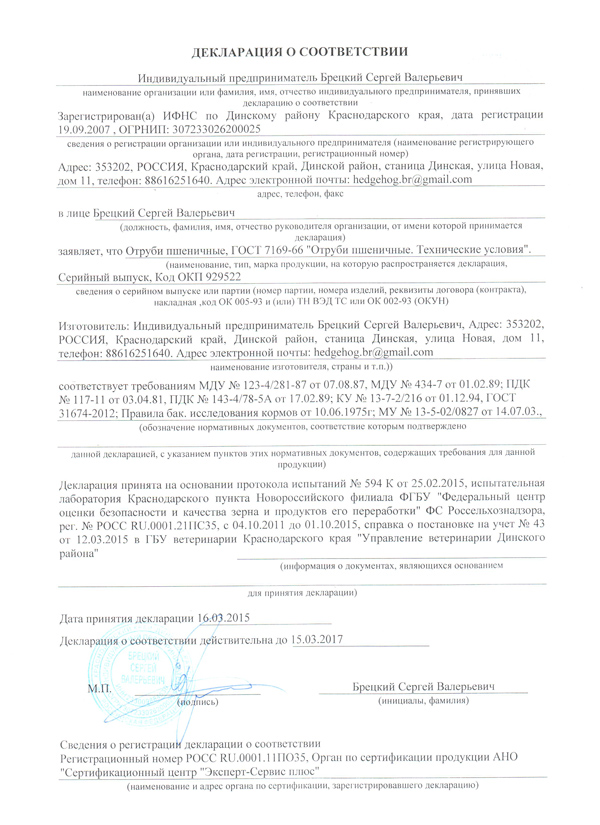 ДЕКЛАРАЦИЯ О СООТВЕТСТВИИ
Индивидуальный предприниматель Брецкий Сергей Валерьевич
наименование организации или фамилия, имя, отчество индивидуального предпринимателя, принявших
декларацию о соответствии
Зарегистрирован(а) ИФНС по Динскому району Краснодарского края, дата регистрации
19.09.2007 , ОГРНИП: 307233026200025
сведения о регистрации организации или индивидуального предпринимателя (наименование регистрирующего
органа, дата регистрации, регистрационный номер)
Адрес: 353202, РОССИЯ, Краснодарский край, Динской район, станица Динская, улица Новая,
дом 11, телефон: 88616251640. Адрес электронной почты: hedgehog.br@gmail.com
адрес, телефон, факс
в лице Брецкий Сергей Валерьевич
(должность, фамилия, имя, отчество руководителя организации, от имени которой принимается
декларация)
заявляет, что Отруби пшеничные, ГОСТ 7169-66 "Отруби пшеничные. Технические условия".
(наименование, тип, марка продукции, на которую распространяется декларация,
Серийный выпуск, Код ОКП 929522
сведения о серийном выпуске или партии (номер партии, номера изделий, реквизиты договора (контракта),
накладная ,код ОК 005-93 и (или) ТН ВЭД ТС или ОК 002-93 (ОКУН)
Изготовитель: Индивидуальный предприниматель Брецкий Сергей Валерьевич, Адрес: 353202,
РОССИЯ, Краснодарский край, Динской район, станица Динская, улица Новая, дом 11,
телефон: 88616251640. Адрес электронной почты: hedgehog.br@gmail.com
наименование изготовителя, страны и т.п.))
соответствует требованиям МДУ № 123-4/281-87 от 07.08.87, МДУ № 434-7 от 01.02.89; ПДК
№ 117-11 от 03.04.81, ПДК № 143-4/78-5А от 17.02.89; КУ № 13-7-2/216 от 01.12.94, ГОСТ
31674-2012; Правила бак. исследования кормов от 10.06.1975г; МУ № 13-5-02/0827 от 14.07.03.,
(обозначение нормативных документов, соответствие которым подтверждено
данной декларацией, с указанием пунктов этих нормативных документов, содержащих требования для данной
продукции)
Декларация принята на основании протокола испытаний № 594 К от 25.02.2015, испытательная
лаборатория Краснодарского пункта Новороссийского филиала ФГБУ "Федеральный центр
оценки безопасности и качества зерна и продуктов его переработки" ФС Россельхознадзора,
рег. № РОСС RU.0001.21ПС35, с 04.10.2011 до 01.10.2015, справка о постановке на учет № 43
от 12.03.2015 в ГБУ ветеринарии Краснодарского края "Управление ветеринарии Динского
района"
(информация о документах, являющихся основанием
для принятия декларации)
Дата принятия декларации 16.03.2015
Декларация о соответствии действительна до 15.03.2017
БРЕЦКИЙ
СЕРГЕЙ
ВАЛЕРЬЕВИЧ
М.П.
Брецкий Сергей Валерьевич
(подпись)
(инициалы, фамилия)
Сведения о регистрации декларации о соответствии
Регистрационный номер РОСС RU.0001.11ПО35, Орган по сертификации продукции АНО
"Сертификационный центр "Эксперт-Сервис плюс"
(наименование и адрес органа по сертификации, зарегистрировавшего декларацию)